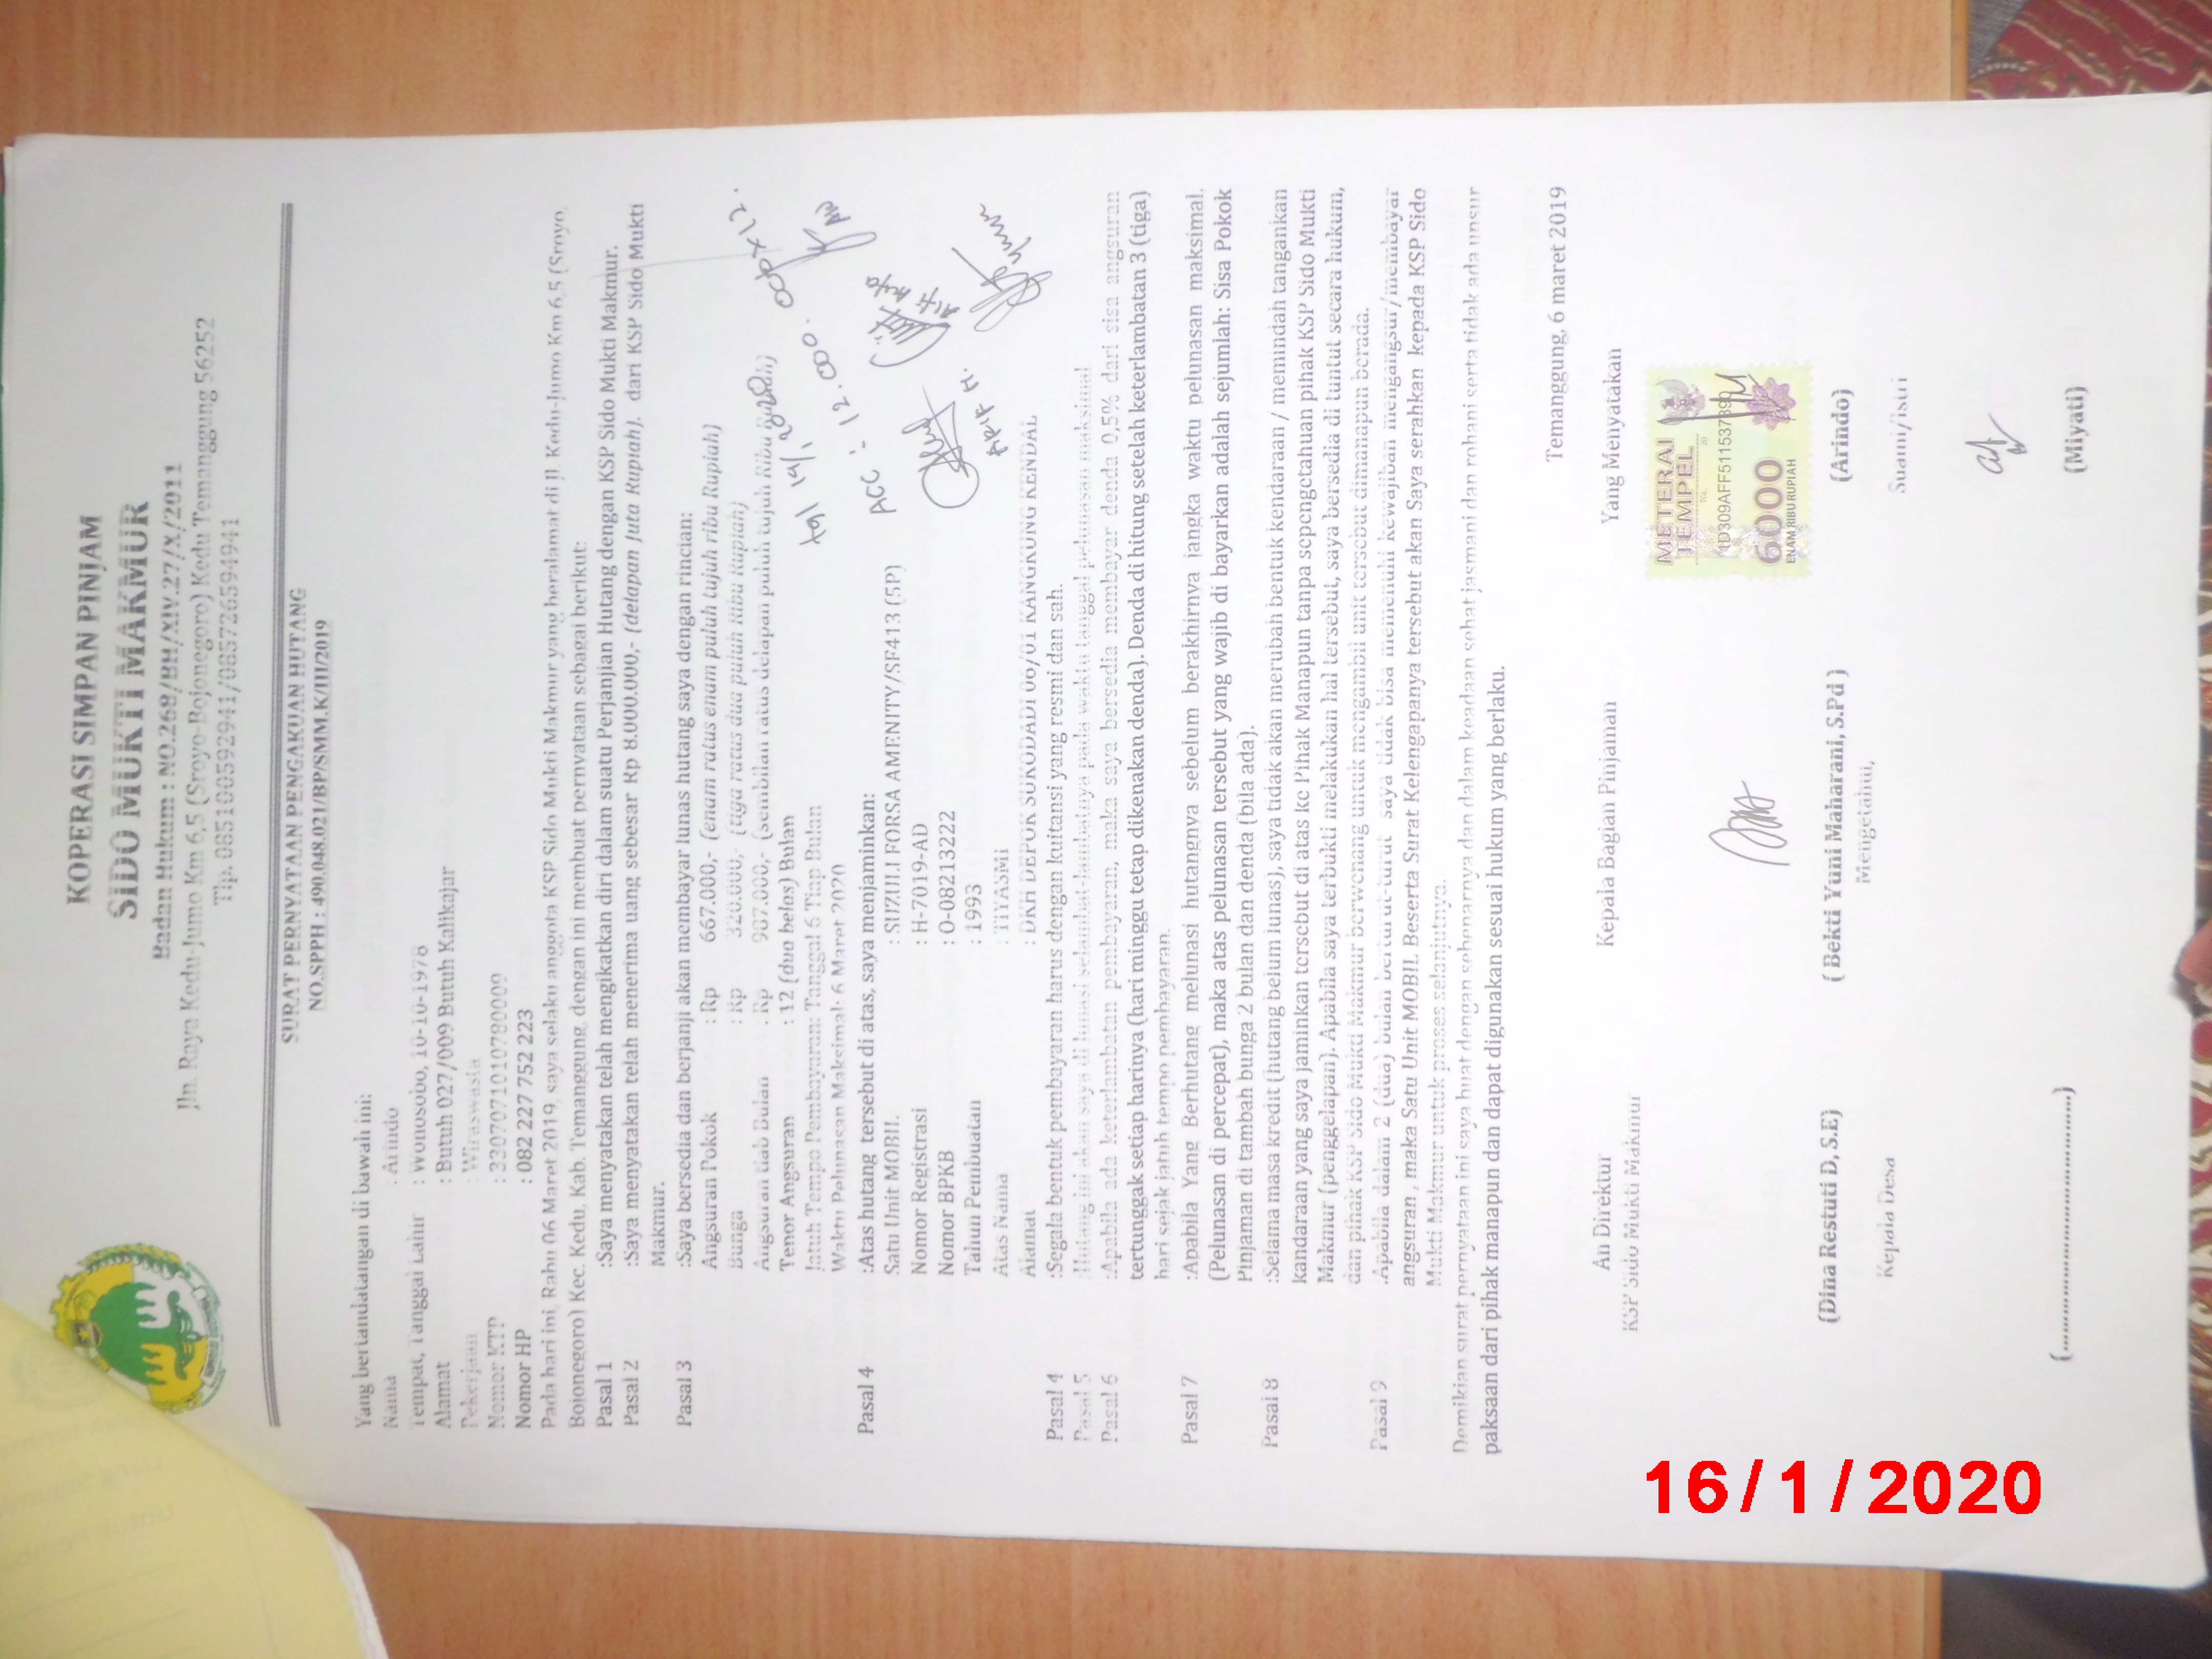 KOPERASI SIMPAN PINJAM
SIDO MUKTI MAKMUR
Badan Hukum : NO.268/BH/XIV.27/X/2011
Jln. Raya Kedu-Jumo Km 6,5 (Sroyo-Bojonegoro) Kedu Temanggung 56252
Tlp. 085100592941/085726594941
SURAT PERNYATAAN PENGAKUAN HUTANG
NO.SPPH : 490.048.021/BP/SMM.K/III/2019
Yang bertandatangan di bawah ini:
Nama : Arindo
Tempat, Tanggal Lahir : Wonosobo, 10-10-1978
Alamat : Butuh 027/009 Butuh Kalikajar
Pekerjaan : Wiraswasta
Nomor KTP : 3307071010780009
Nomor HP : 082 227 752 223
Pada hari ini, Rabu 06 Maret 2019, saya selaku anggota KSP Sido Mukti Makmur yang beralamat di Jl. Kedu-Jumo Km 6,5 (Sroyo,
Bojonegoro) Kec. Kedu, Kab. Temanggung, dengan ini membuat pernyataan sebagai berikut:
Pasal 1 :Saya menyatakan telah mengikatkan diri dalam suatu Perjanjian Hutang dengan KSP Sido Mukti Makmur.
Pasal 2 :Saya menyatakan telah menerima uang sebesar Rp 8.000.000,- (delapan Juta Rupiah). dari KSP Sido Mukti
Makmur.
Pasal 3 :Saya bersedia dan berjanji akan membayar lunas hutang saya dengan rincian:
Angsuran Pokok : Rp 667.000,- (enam ratus enam puluh tujuh ribu Rupiah)
Bunga : Rp 320.000,- (tiga ratus dua puluh Ribu Rupiah)
Angsuran tiab Bulan : Rp 987.000,- (sembilan ratus delapan puluh tujuh Ribu Rupiah)
Tenor Angsuran : 12 (dua belas) Bulan
Jatuh Tempo Pembayaran: Tanggal 6 Tiap Bulan
Waktu Pelunasan Maksimal: 6 Maret 2020
tgl 19/1 2020
ACC : 12.000.000 x 12.
ARIF H.
Pasal 4 :Atas hutang tersebut di atas, saya menjaminkan:
Satu Unit MOBIL : SUZULI FORSA AMENITY/SF413 (5P)
Nomor Registrasi : H-7019-AD
Nomor BPKB : O-08213222
Tahun Pembuatan : 1993
Atas Nama : TITYASMI
Alamat : DKH DEPOK SUKODADI 06/01 KANGKUNG KENDAL
Pasal 4 :Segala bentuk pembayaran harus dengan kuitansi yang resmi dan sah.
Pasal 5 :Hutang ini akan saya di lunasi selambat-lambatnya pada waktu tanggal pelunasan maksimal
Pasal 6 :Apabila ada keterlambatan pembayaran, maka saya bersedia membayar denda 0,5% dari sisa angsuran
tertunggak setiap harinya (hari minggu tetap dikenakan denda). Denda di hitung setelah keterlambatan 3 (tiga)
hari sejak jatuh tempo pembayaran.
Pasal 7 :Apabila Yang Berhutang melunasi hutangnya sebelum berakhirnya jangka waktu pelunasan maksimal,
(Pelunasan di percepat), maka atas pelunasan tersebut yang wajib di bayarkan adalah sejumlah: Sisa Pokok
Pinjaman di tambah bunga 2 bulan dan denda (bila ada).
Pasal 8 :Selama masa kredit (hutang belum lunas), saya tidak akan merubah bentuk kendaraan / memindah tangankan
kandaraan yang saya jaminkan tersebut di atas ke Pihak Manapun tanpa sepengetahuan pihak KSP Sido Mukti
Makmur (penggelapan). Apabila saya terbukti melakukan hal tersebut, saya bersedia di tuntut secara hukum,
dan pihak KSP Sido Mukti Makmur berwenang untuk mengambil unit tersebut dimanapun berada.
Pasal 9 :Apabila dalam 2 (dua) bulan berturut-turut saya tidak bisa memenuhi kewajiban mengangsur/membayar
angsuran , maka Satu Unit MOBIL Beserta Surat Kelengapanya tersebut akan Saya serahkan kepada KSP Sido
Mukti Makmur untuk proses selanjutnya.
Demikian surat pernyataan ini saya buat dengan sebenarnya dan dalam keadaan sehat jasmani dan rohani serta tidak ada unsur
paksaan dari pihak manapun dan dapat digunakan sesuai hukum yang berlaku.
Temanggung, 6 maret 2019
An Direkur
KSP Sido Mukti Makmur
Kepala Bagian Pinjaman
Yang Menyatakan
METERAI
TEMPEL
TGL. 20
6000
ENAM RIBU RUPIAH
(Dina Restuti D, S.E)
( Bekti Yuni Maharani, S.Pd )
(Arindo)
Kepala Desa
Mengetahui,
Suami/istri
(..............................)
(Miyati)
16/1/2020